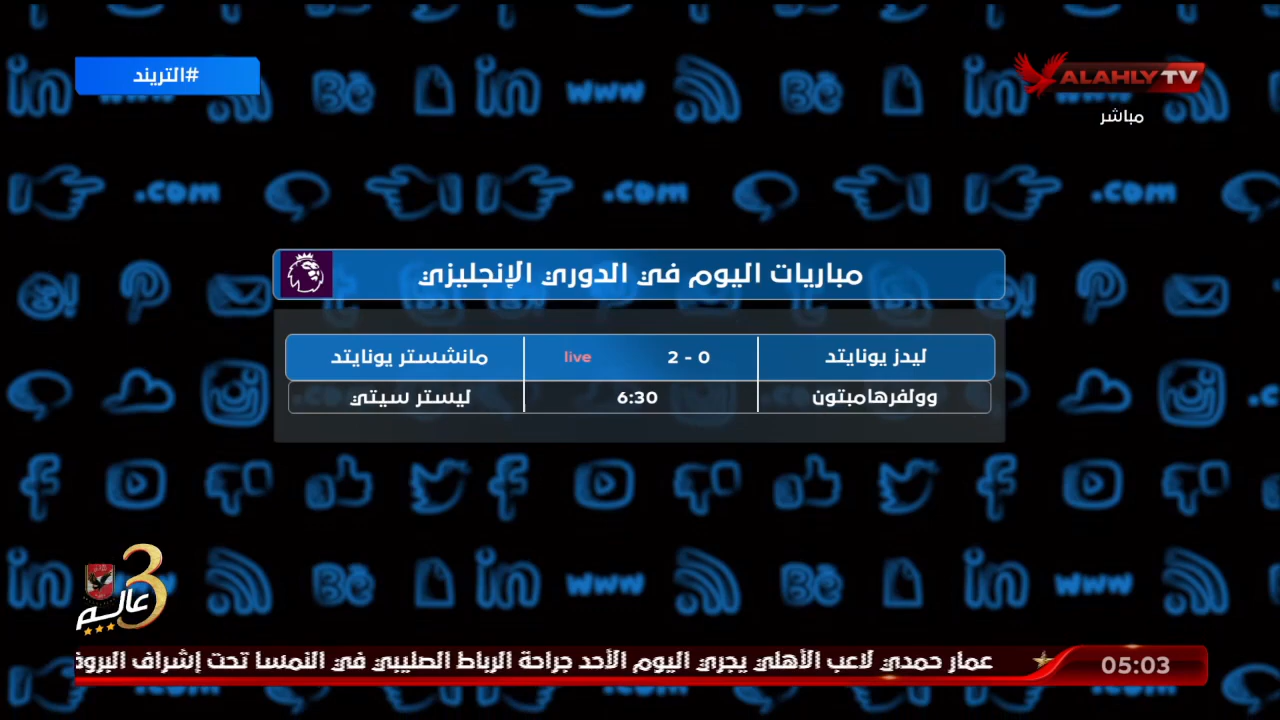 #التريند
ALAHLY TV
مباشر
مباريات اليوم في الدوري الإنجليزي
ليدز يونايتد 0 - 2 live مانشستر يونايتد
وولفرهامبتون 6:30 ليستر سيتي
3
عالم
05:03 عمار حمدي لاعب الأهلي يجري اليوم الأحد جراحة الرباط الصليبي في النمسا تحت إشراف